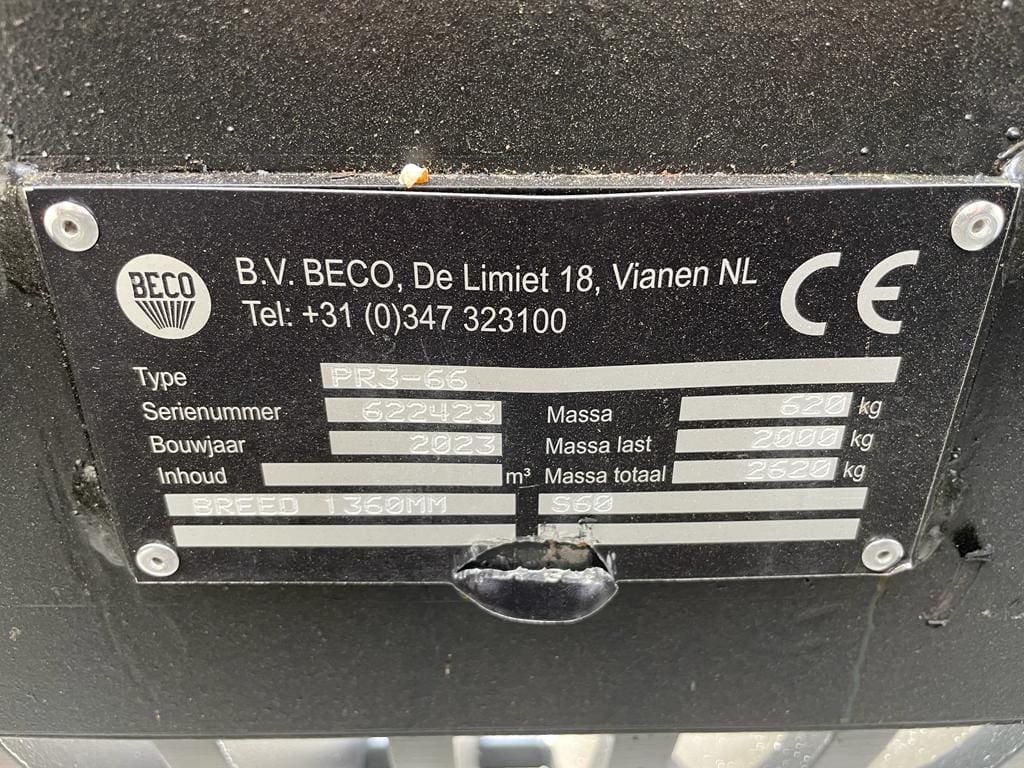 BECO
B.V. BECO, De Limiet 18, Vianen NL
Tel: +31 (0)347 323100
CE
Type PR3-66
Serienummer 622423 Massa 620 kg
Bouwjaar 2023 Massa last 2000 kg
Inhoud m³ Massa totaal 2620 kg
BREED 1360MM S60